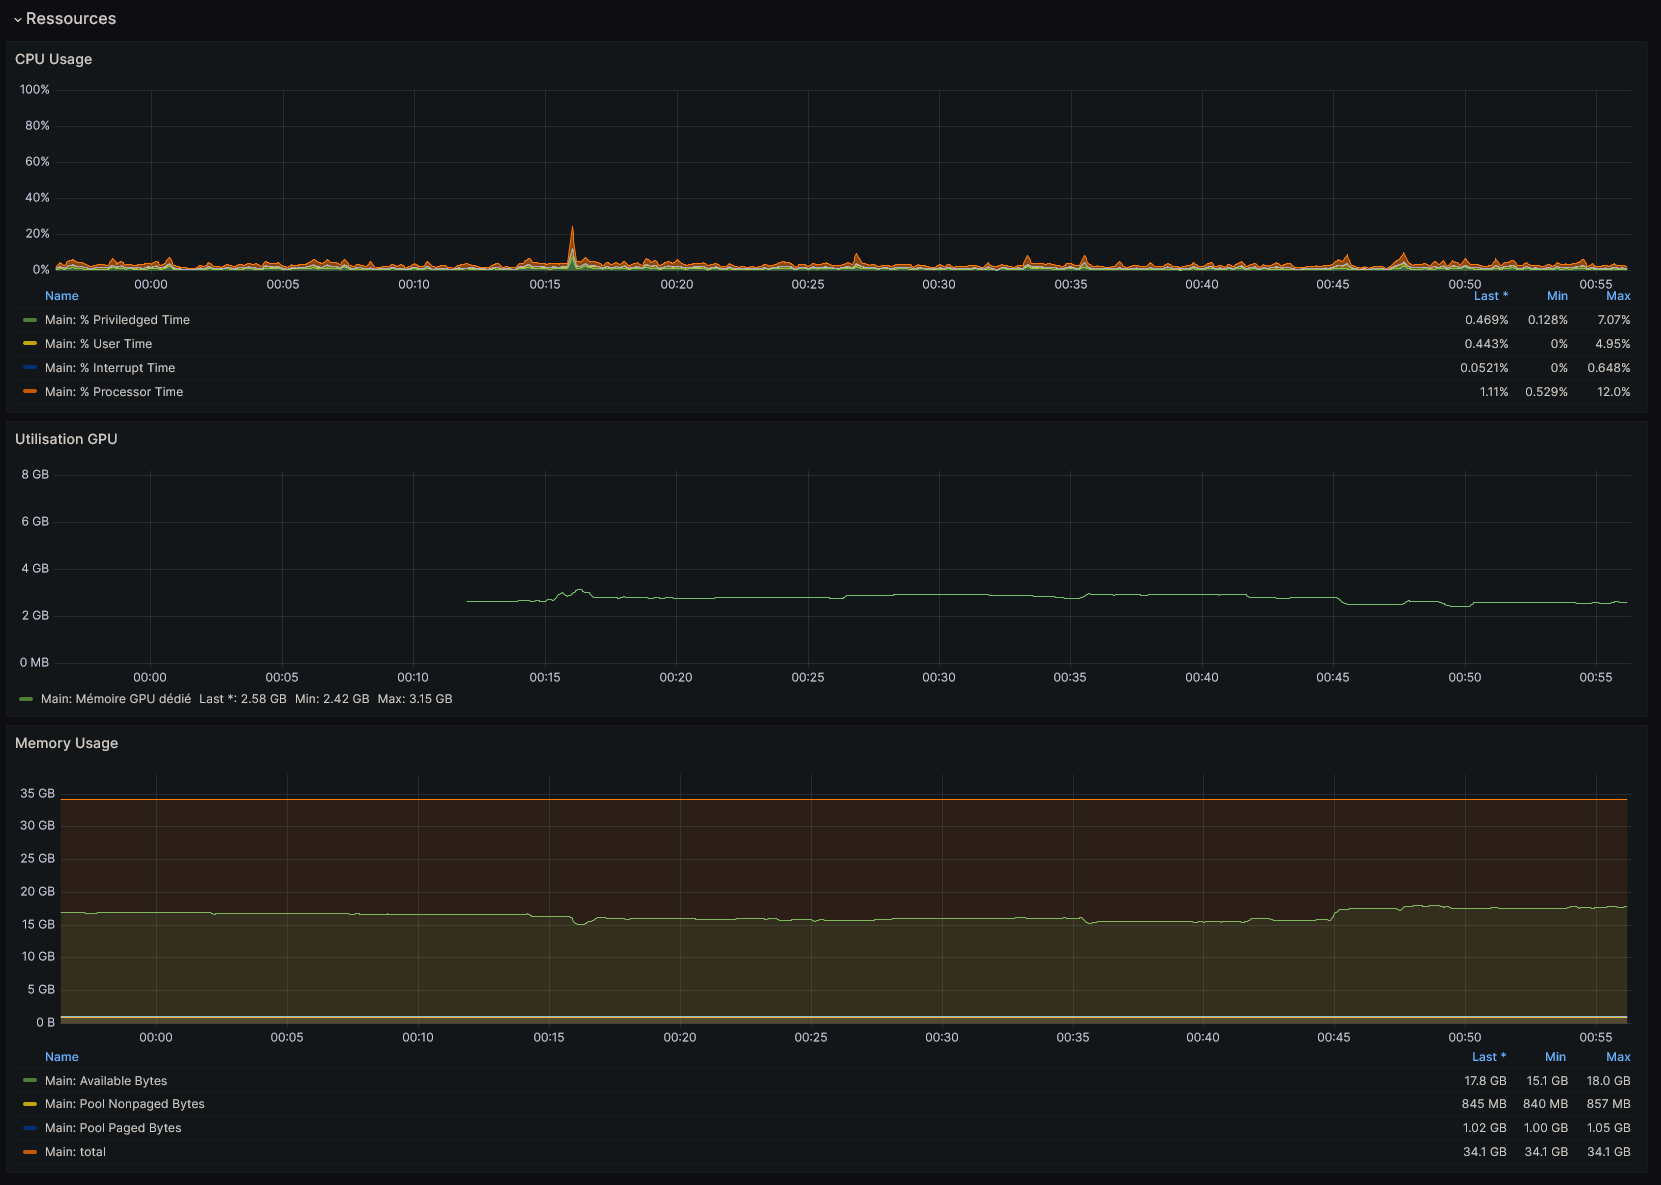 Ressources
CPU Usage
100%
80%
60%
40%
20%
0%
00:00 00:05 00:10 00:15 00:20 00:25 00:30 00:35 00:40 00:45 00:50 00:55
Name Last * Min Max
Main: % Priviledged Time 0.469% 0.128% 7.07%
Main: % User Time 0.443% 0% 4.95%
Main: % Interrupt Time 0.0521% 0% 0.648%
Main: % Processor Time 1.11% 0.529% 12.0%
Utilisation GPU
8 GB
6 GB
4 GB
2 GB
0 MB
00:00 00:05 00:10 00:15 00:20 00:25 00:30 00:35 00:40 00:45 00:50 00:55
Main: Mémoire GPU dédié Last *: 2.58 GB Min: 2.42 GB Max: 3.15 GB
Memory Usage
35 GB
30 GB
25 GB
20 GB
15 GB
10 GB
5 GB
0 B
00:00 00:05 00:10 00:15 00:20 00:25 00:30 00:35 00:40 00:45 00:50 00:55
Name Last * Min Max
Main: Available Bytes 17.8 GB 15.1 GB 18.0 GB
Main: Pool Nonpaged Bytes 845 MB 840 MB 857 MB
Main: Pool Paged Bytes 1.02 GB 1.00 GB 1.05 GB
Main: total 34.1 GB 34.1 GB 34.1 GB